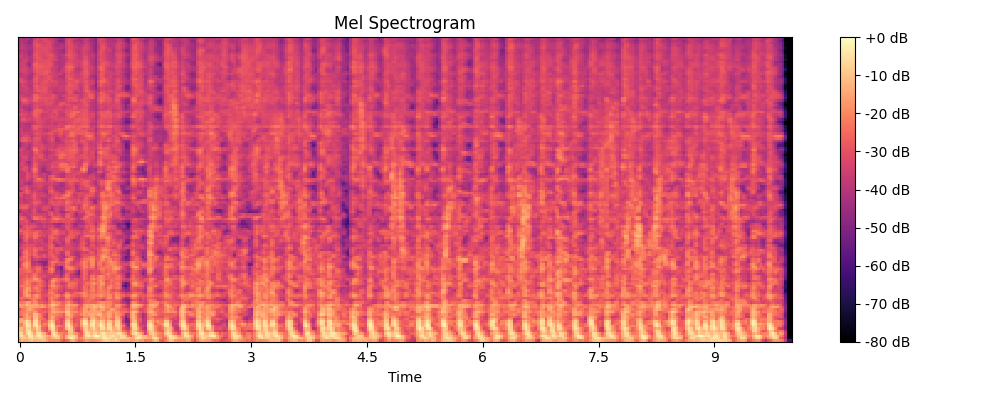 Mel Spectrogram
+0 dB
-10 dB
-20 dB
-30 dB
-40 dB
-50 dB
-60 dB
-70 dB
-80 dB
0 1.5 3 4.5 6 7.5 9
Time